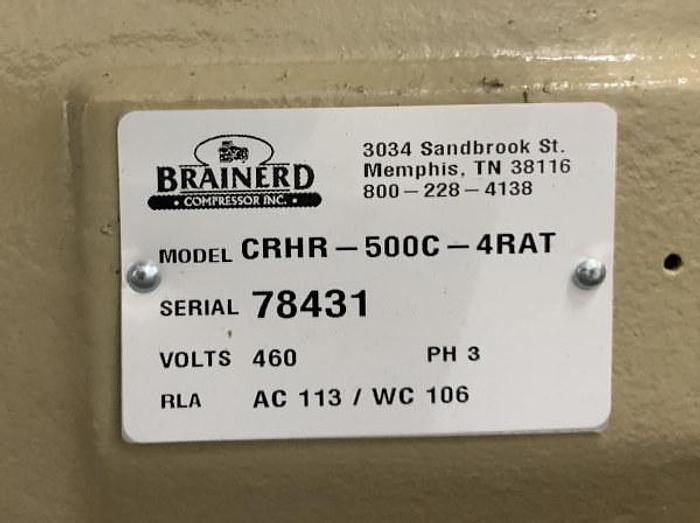 BRAINERD
• COMPRESSOR INC. •
3034 Sandbrook St.
Memphis, TN 38116
800-228-4138
MODEL CRHR-500C-4RAT
SERIAL 78431
VOLTS 460 PH 3
RLA AC 113 / WC 106